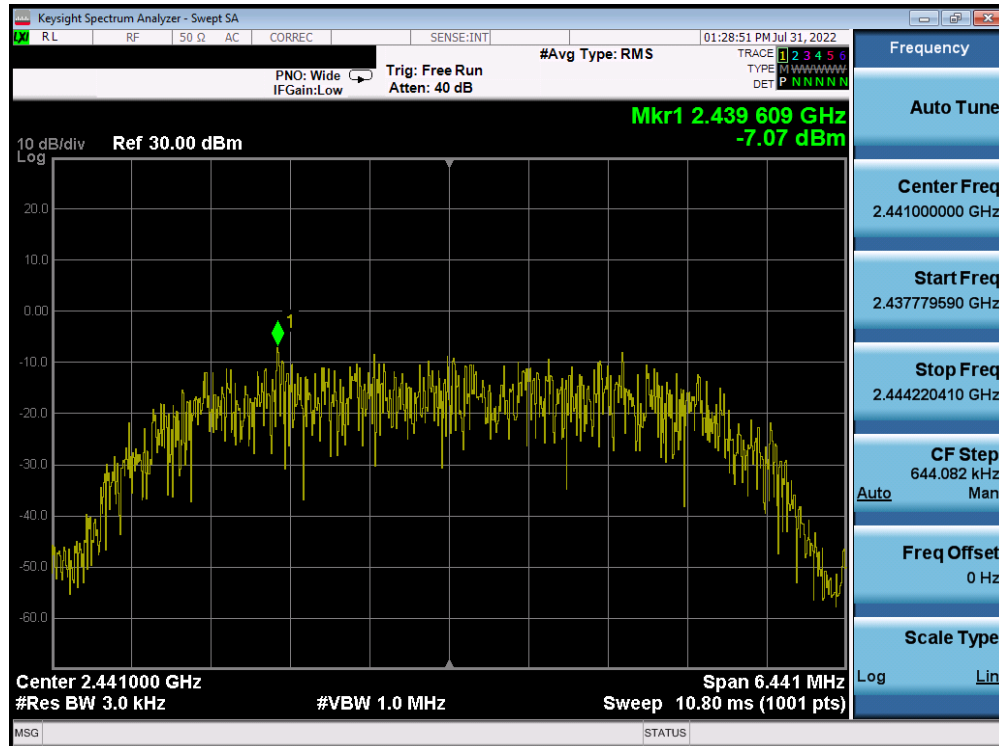 Keysight Spectrum Analyzer - Swept SA
LXI RL RF 50 Ω AC CORREC SENSE:INT 01:28:51 PM Jul 31, 2022
#Avg Type: RMS TRACE 1 2 3 4 5 6
PNO: Wide Trig: Free Run TYPE M WWWWW
IFGain:Low Atten: 40 dB DET P N N N N N
Mkr1 2.439 609 GHz
-7.07 dBm
10 dB/div Ref 30.00 dBm
Log
20.0
10.0
0.00
1
-10.0
-20.0
-30.0
-40.0
-50.0
-60.0
Center 2.441000 GHz Span 6.441 MHz
#Res BW 3.0 kHz #VBW 1.0 MHz Sweep 10.80 ms (1001 pts)
MSG STATUS
Frequency
Auto Tune
Center Freq
2.441000000 GHz
Start Freq
2.437779590 GHz
Stop Freq
2.444220410 GHz
CF Step
644.082 kHz
Auto Man
Freq Offset
0 Hz
Scale Type
Log Lin